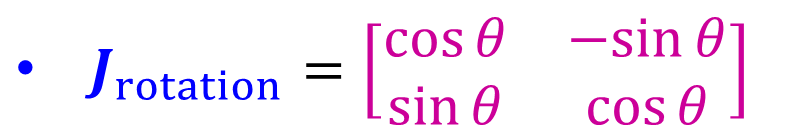 • J_rotation = [cos θ −sin θ
sin θ cos θ]